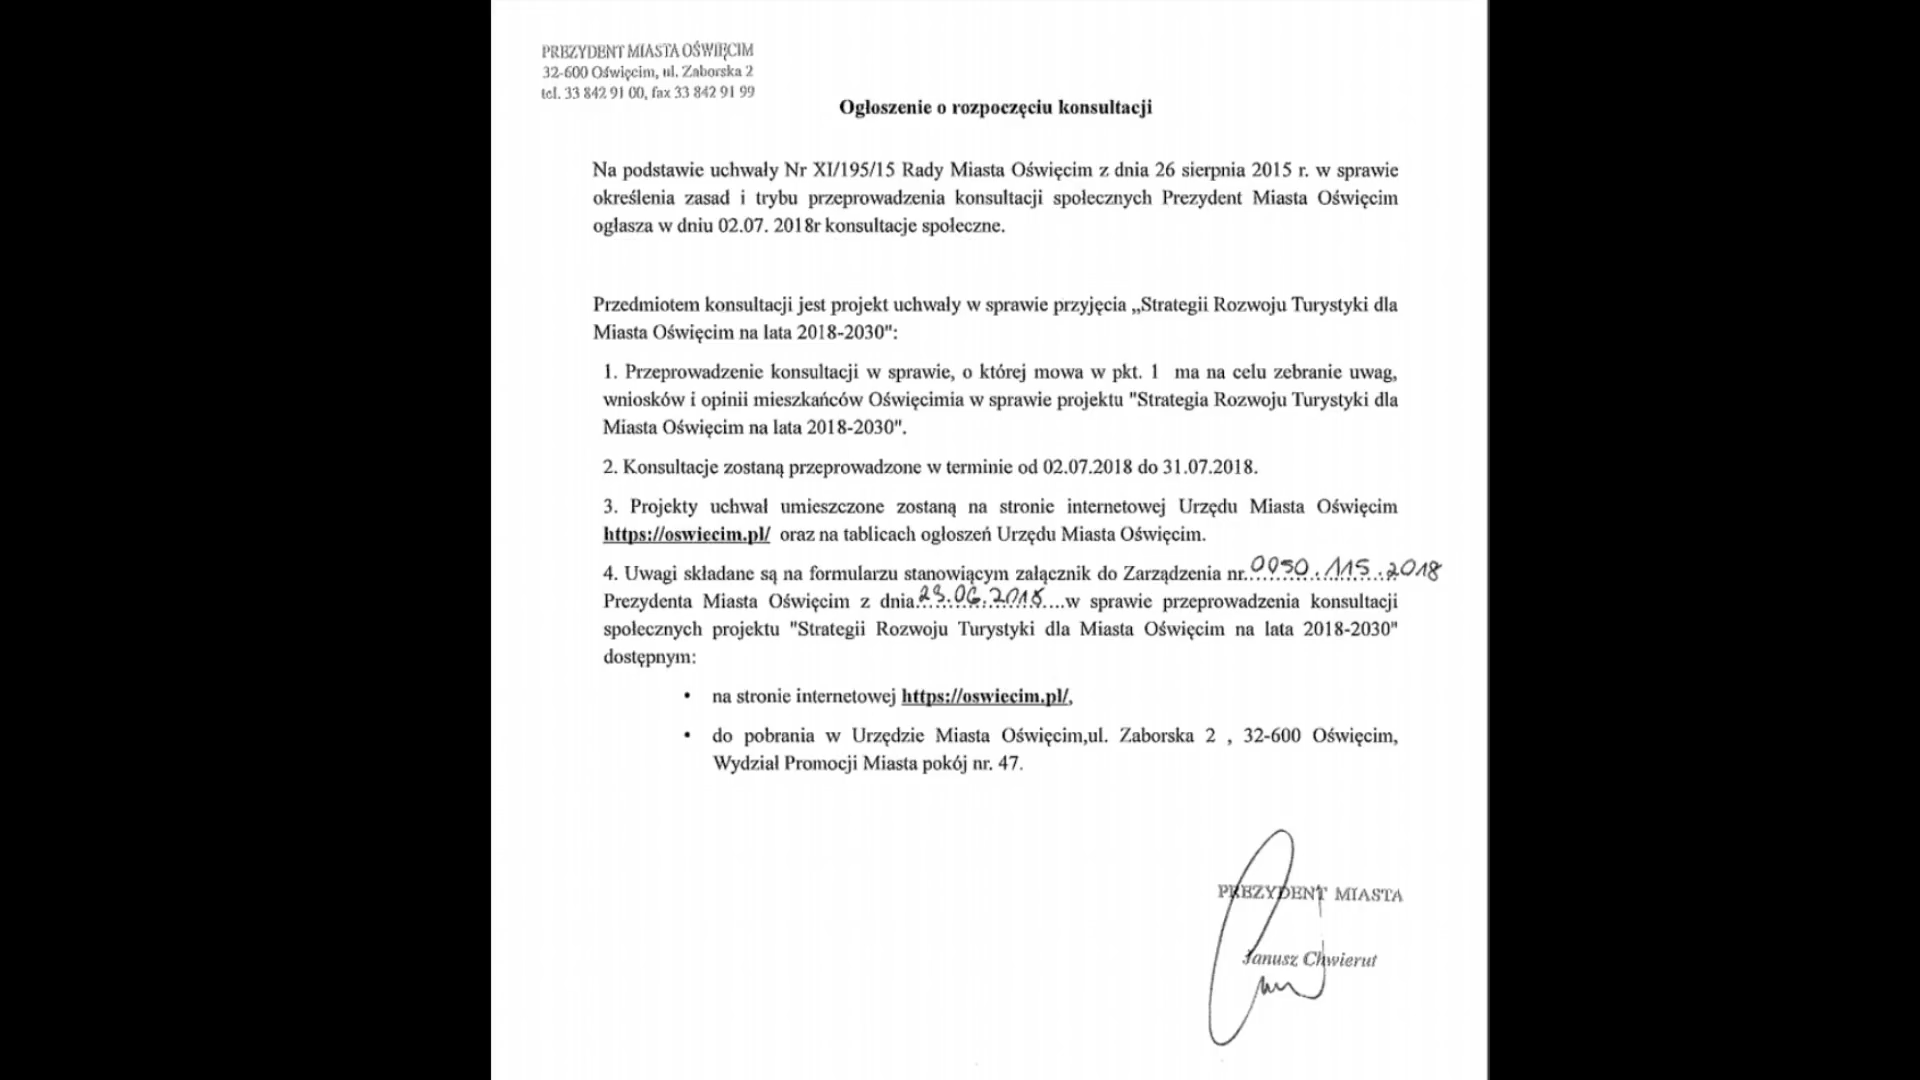 PREZYDENT MIASTA OŚWIĘCIM
32-600 Oświęcim, ul. Zaborska 2
tel. 33 842 91 00, fax 33 842 91 99
Ogłoszenie o rozpoczęciu konsultacji
Na podstawie uchwały Nr XI/195/15 Rady Miasta Oświęcim z dnia 26 sierpnia 2015 r. w sprawie
określenia zasad i trybu przeprowadzenia konsultacji społecznych Prezydent Miasta Oświęcim
ogłasza w dniu 02.07. 2018r konsultacje społeczne.
Przedmiotem konsultacji jest projekt uchwały w sprawie przyjęcia „Strategii Rozwoju Turystyki dla
Miasta Oświęcim na lata 2018-2030":
1. Przeprowadzenie konsultacji w sprawie, o której mowa w pkt. 1 ma na celu zebranie uwag,
wniosków i opinii mieszkańców Oświęcimia w sprawie projektu "Strategia Rozwoju Turystyki dla
Miasta Oświęcim na lata 2018-2030".
2. Konsultacje zostaną przeprowadzone w terminie od 02.07.2018 do 31.07.2018.
3. Projekty uchwał umieszczone zostaną na stronie internetowej Urzędu Miasta Oświęcim
https://oswiecim.pl/ oraz na tablicach ogłoszeń Urzędu Miasta Oświęcim.
4. Uwagi składane są na formularzu stanowiącym załącznik do Zarządzenia nr. 0050.115.2018
Prezydenta Miasta Oświęcim z dnia 29.06.2018 w sprawie przeprowadzenia konsultacji
społecznych projektu "Strategii Rozwoju Turystyki dla Miasta Oświęcim na lata 2018-2030"
dostępnym:
• na stronie internetowej https://oswiecim.pl/,
• do pobrania w Urzędzie Miasta Oświęcim,ul. Zaborska 2 , 32-600 Oświęcim,
Wydział Promocji Miasta pokój nr. 47.
PREZYDENT MIASTA
Janusz Chwierut